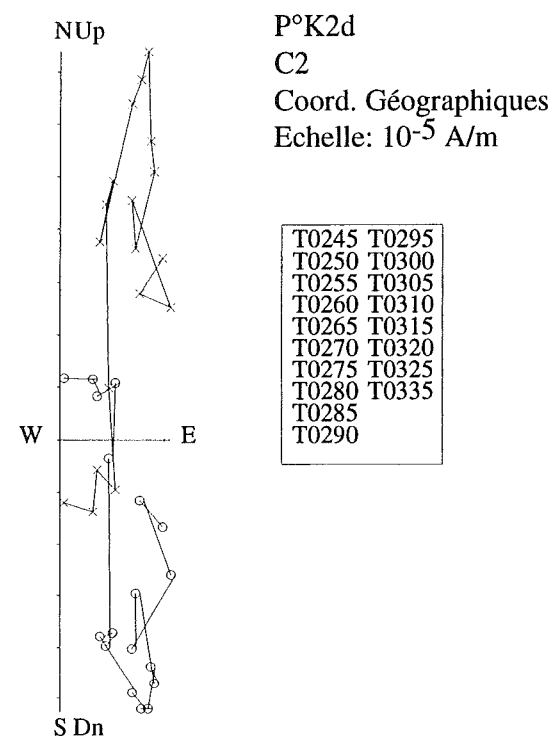 N Up
P°K2d
C2
Coord. Géographiques
Echelle: 10-5 A/m
T0245 T0295
T0250 T0300
T0255 T0305
T0260 T0310
T0265 T0315
T0270 T0320
T0275 T0325
T0280 T0335
T0285
T0290
W E
S Dn